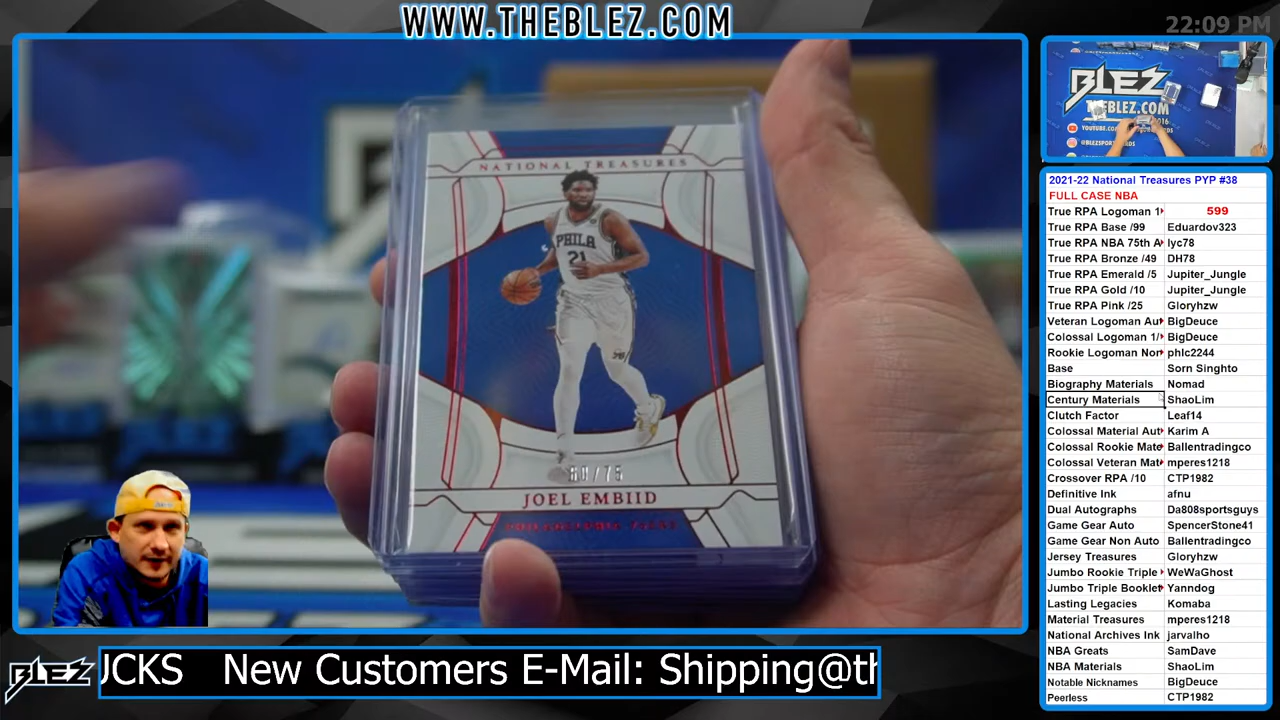 WWW.THEBLEZ.COM
22:09 PM
NATIONAL TREASURES
PHILA
21
/75
JOEL EMBIID
BLEZ
THEBLEZ.COM
2021-22 National Treasures PYP #38
FULL CASE NBA
True RPA Logoman 1 599
True RPA Base /99 Eduardov323
True RPA NBA 75th A lyc78
True RPA Bronze /49 DH78
True RPA Emerald /5 Jupiter_Jungle
True RPA Gold /10 Jupiter_Jungle
True RPA Pink /25 Gloryhzw
Veteran Logoman Au BigDeuce
Colossal Logoman 1/ BigDeuce
Rookie Logoman Non phlc2244
Base Sorn Singhto
Biography Materials Nomad
Century Materials ShaoLim
Clutch Factor Leaf14
Colossal Material Aut Karim A
Colossal Rookie Mate Ballentradingco
Colossal Veteran Mat mperes1218
Crossover RPA /10 CTP1982
Definitive Ink afnu
Dual Autographs Da808sportsguys
Game Gear Auto SpencerStone41
Game Gear Non Auto Ballentradingco
Jersey Treasures Gloryhzw
Jumbo Rookie Triple WeWaGhost
Jumbo Triple Booklet Yanndog
Lasting Legacies Komaba
Material Treasures mperes1218
National Archives Ink jarvalho
NBA Greats SamDave
NBA Materials ShaoLim
Notable Nicknames BigDeuce
Peerless CTP1982
BLEZ
JCKS New Customers E-Mail: Shipping@th